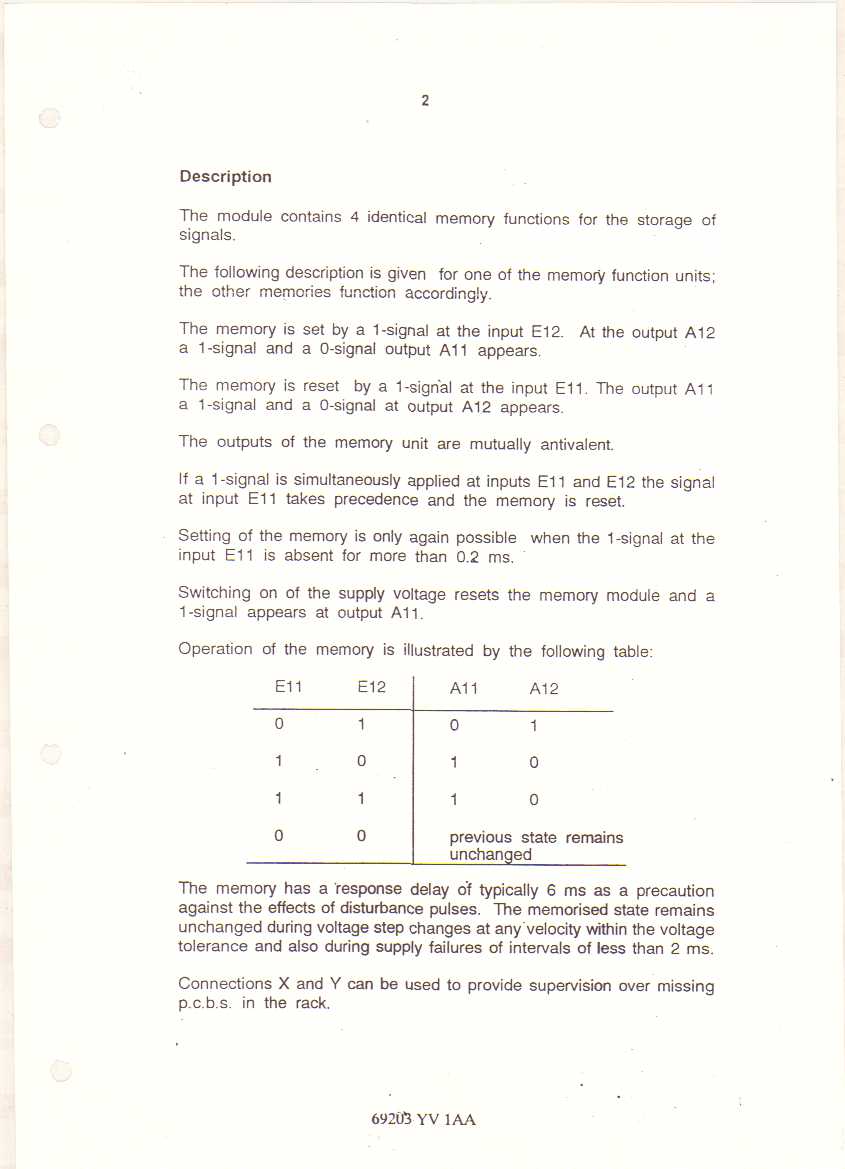 2
Description
The module contains 4 identical memory functions for the storage of
signals.
The following description is given for one of the memory function units;
the other memories function accordingly.
The memory is set by a 1-signal at the input E12. At the output A12
a 1-signal and a 0-signal output A11 appears.
The memory is reset by a 1-signal at the input E11. The output A11
a 1-signal and a 0-signal at output A12 appears.
The outputs of the memory unit are mutually antivalent.
If a 1-signal is simultaneously applied at inputs E11 and E12 the signal
at input E11 takes precedence and the memory is reset.
Setting of the memory is only again possible when the 1-signal at the
input E11 is absent for more than 0.2 ms.
Switching on of the supply voltage resets the memory module and a
1-signal appears at output A11.
Operation of the memory is illustrated by the following table:
E11 E12 A11 A12
0 1 0 1
1 0 1 0
1 1 1 0
0 0 previous state remains
unchanged
The memory has a response delay of typically 6 ms as a precaution
against the effects of disturbance pulses. The memorised state remains
unchanged during voltage step changes at any velocity within the voltage
tolerance and also during supply failures of intervals of less than 2 ms.
Connections X and Y can be used to provide supervision over missing
p.c.b.s. in the rack.
69203 YV 1AA